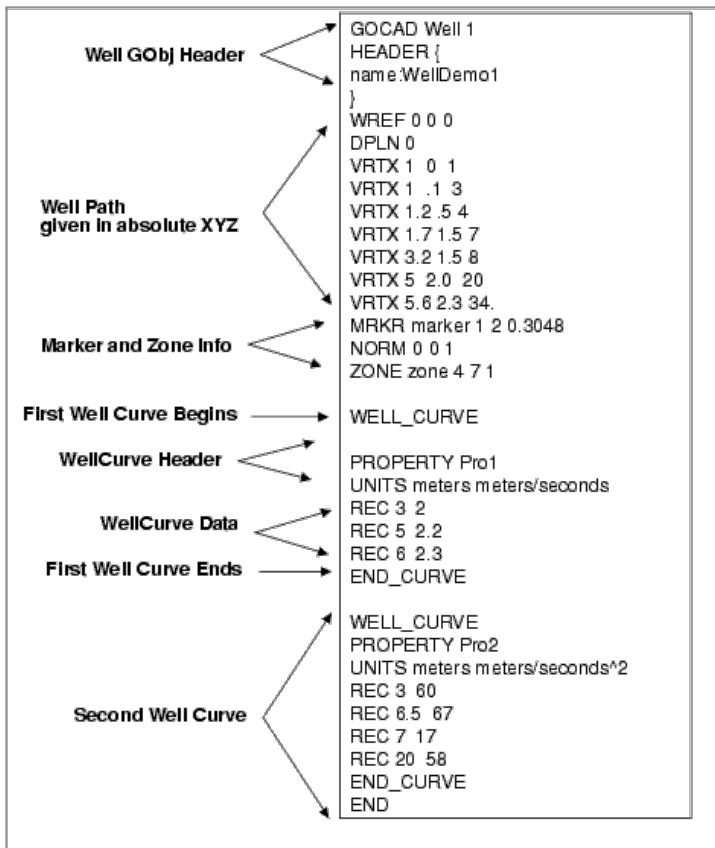 GOCAD Well 1
Well GObj Header
HEADER {
name:WellDemo1
}
WREF 0 0 0
DPLN 0
VRTX 1 0 1
VRTX 1 .1 3
Well Path
given in absolute XYZ
VRTX 1.2 .5 4
VRTX 1.7 1.5 7
VRTX 3.2 1.5 8
VRTX 5 2.0 20
VRTX 5.6 2.3 34.
Marker and Zone Info
MRKR marker 1 2 0.3048
NORM 0 0 1
ZONE zone 4 7 1
First Well Curve Begins
WELL_CURVE
WellCurve Header
PROPERTY Pro1
UNITS meters meters/seconds
WellCurve Data
REC 3 2
REC 5 2.2
REC 6 2.3
First Well Curve Ends
END_CURVE
Second Well Curve
WELL_CURVE
PROPERTY Pro2
UNITS meters meters/seconds^2
REC 3 60
REC 6.5 67
REC 7 17
REC 20 58
END_CURVE
END